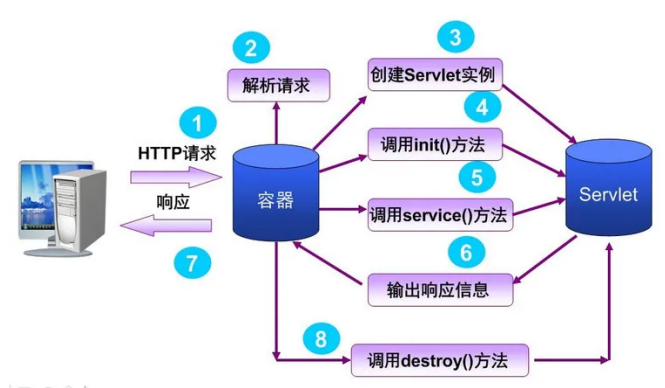 1
HTTP请求
2
解析请求
3
创建Servlet实例
4
调用init()方法
5
调用service()方法
6
输出响应信息
响应
7
8
调用destroy()方法
容器
Servlet